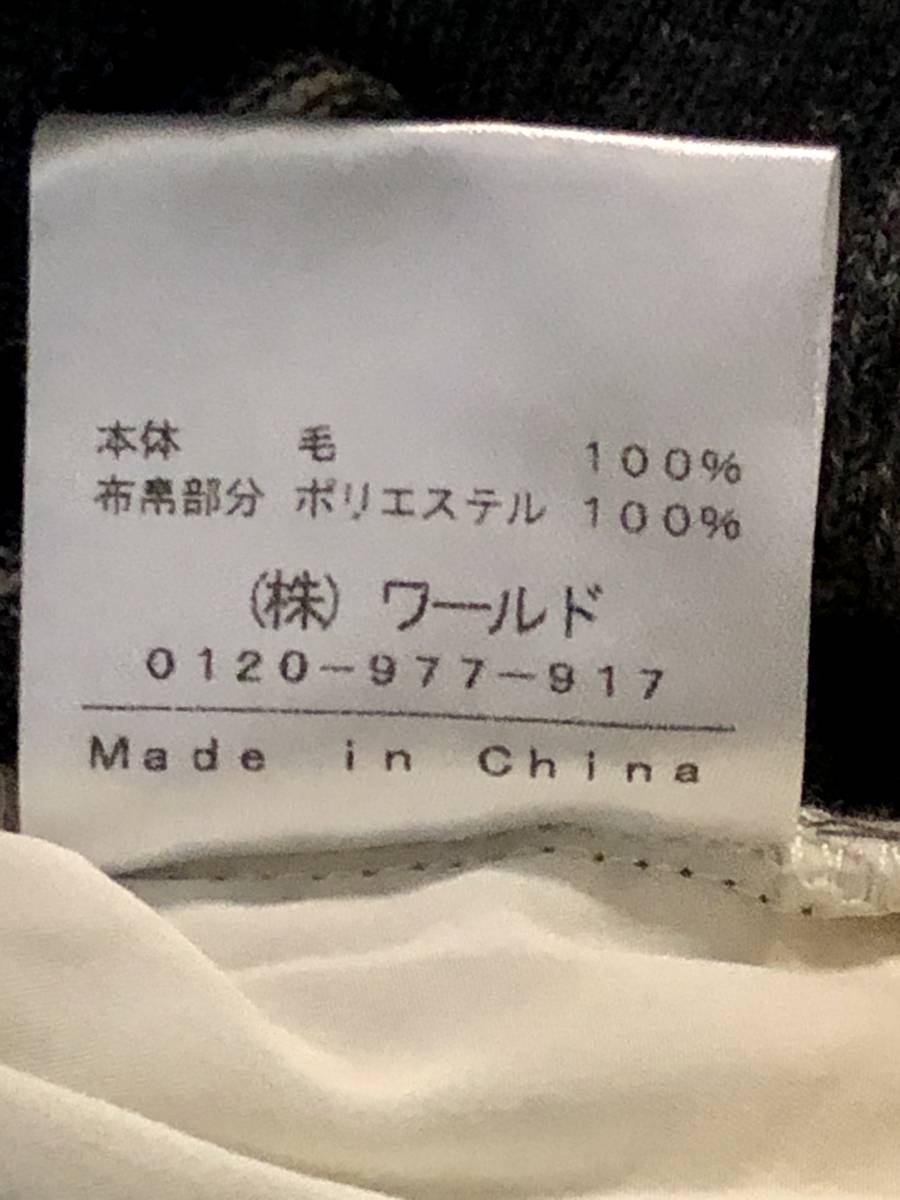 本体 毛 100%
布帛部分 ポリエステル 100%
(株) ワールド
0120-977-917
Made in China